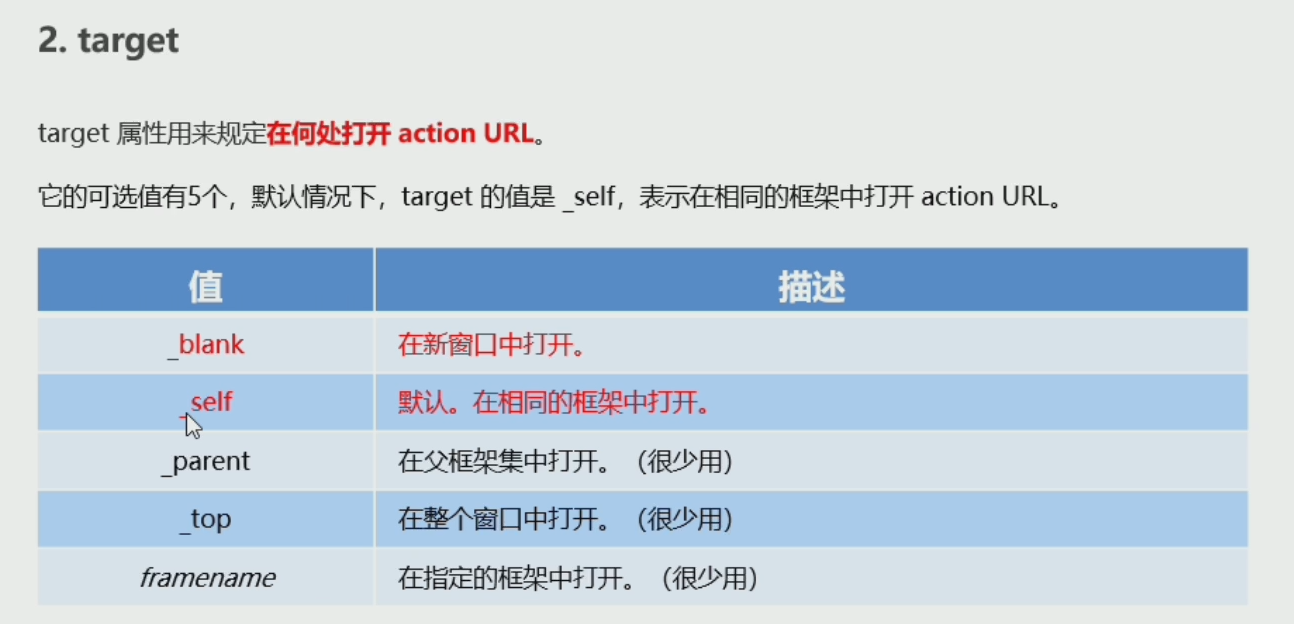 2. target
target 属性用来规定在何处打开 action URL。
它的可选值有5个，默认情况下，target 的值是 _self，表示在相同的框架中打开 action URL。
值 描述
_blank 在新窗口中打开。
_self 默认。在相同的框架中打开。
_parent 在父框架集中打开。（很少用）
_top 在整个窗口中打开。（很少用）
framename 在指定的框架中打开。（很少用）